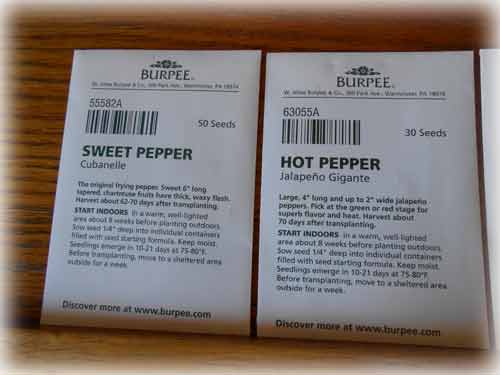 BURPEE®
W. Atlee Burpee & Co., 300 Park Ave., Warminster, PA 18974
55582A
50 Seeds
SWEET PEPPER
Cubanelle
The original frying pepper. Sweet 6" long
tapered, chartreuse fruits have thick, waxy flesh.
Harvest about 62-70 days after transplanting.
START INDOORS in a warm, well-lighted
area about 8 weeks before planting outdoors.
Sow seed 1/4" deep into individual containers
filled with seed starting formula. Keep moist.
Seedlings emerge in 10-21 days at 75-80°F.
Before transplanting, move to a sheltered area
outside for a week.
Discover more at www.burpee.com
BURPEE®
W. Atlee Burpee & Co., 300 Park Ave., Warminster, PA 18974
63055A
30 Seeds
HOT PEPPER
Jalapeño Gigante
Large, 4" long and up to 2" wide jalapeño
peppers. Pick at the green or red stage for
superb flavor and heat. Harvest about
70 days after transplanting.
START INDOORS in a warm, well-lighted
area about 8 weeks before planting outdoors.
Sow seed 1/4" deep into individual containers
filled with seed starting formula. Keep moist.
Seedlings emerge in 10-21 days at 75-80°F.
Before transplanting, move to a sheltered area
outside for a week.
Discover more at www.burpee.com